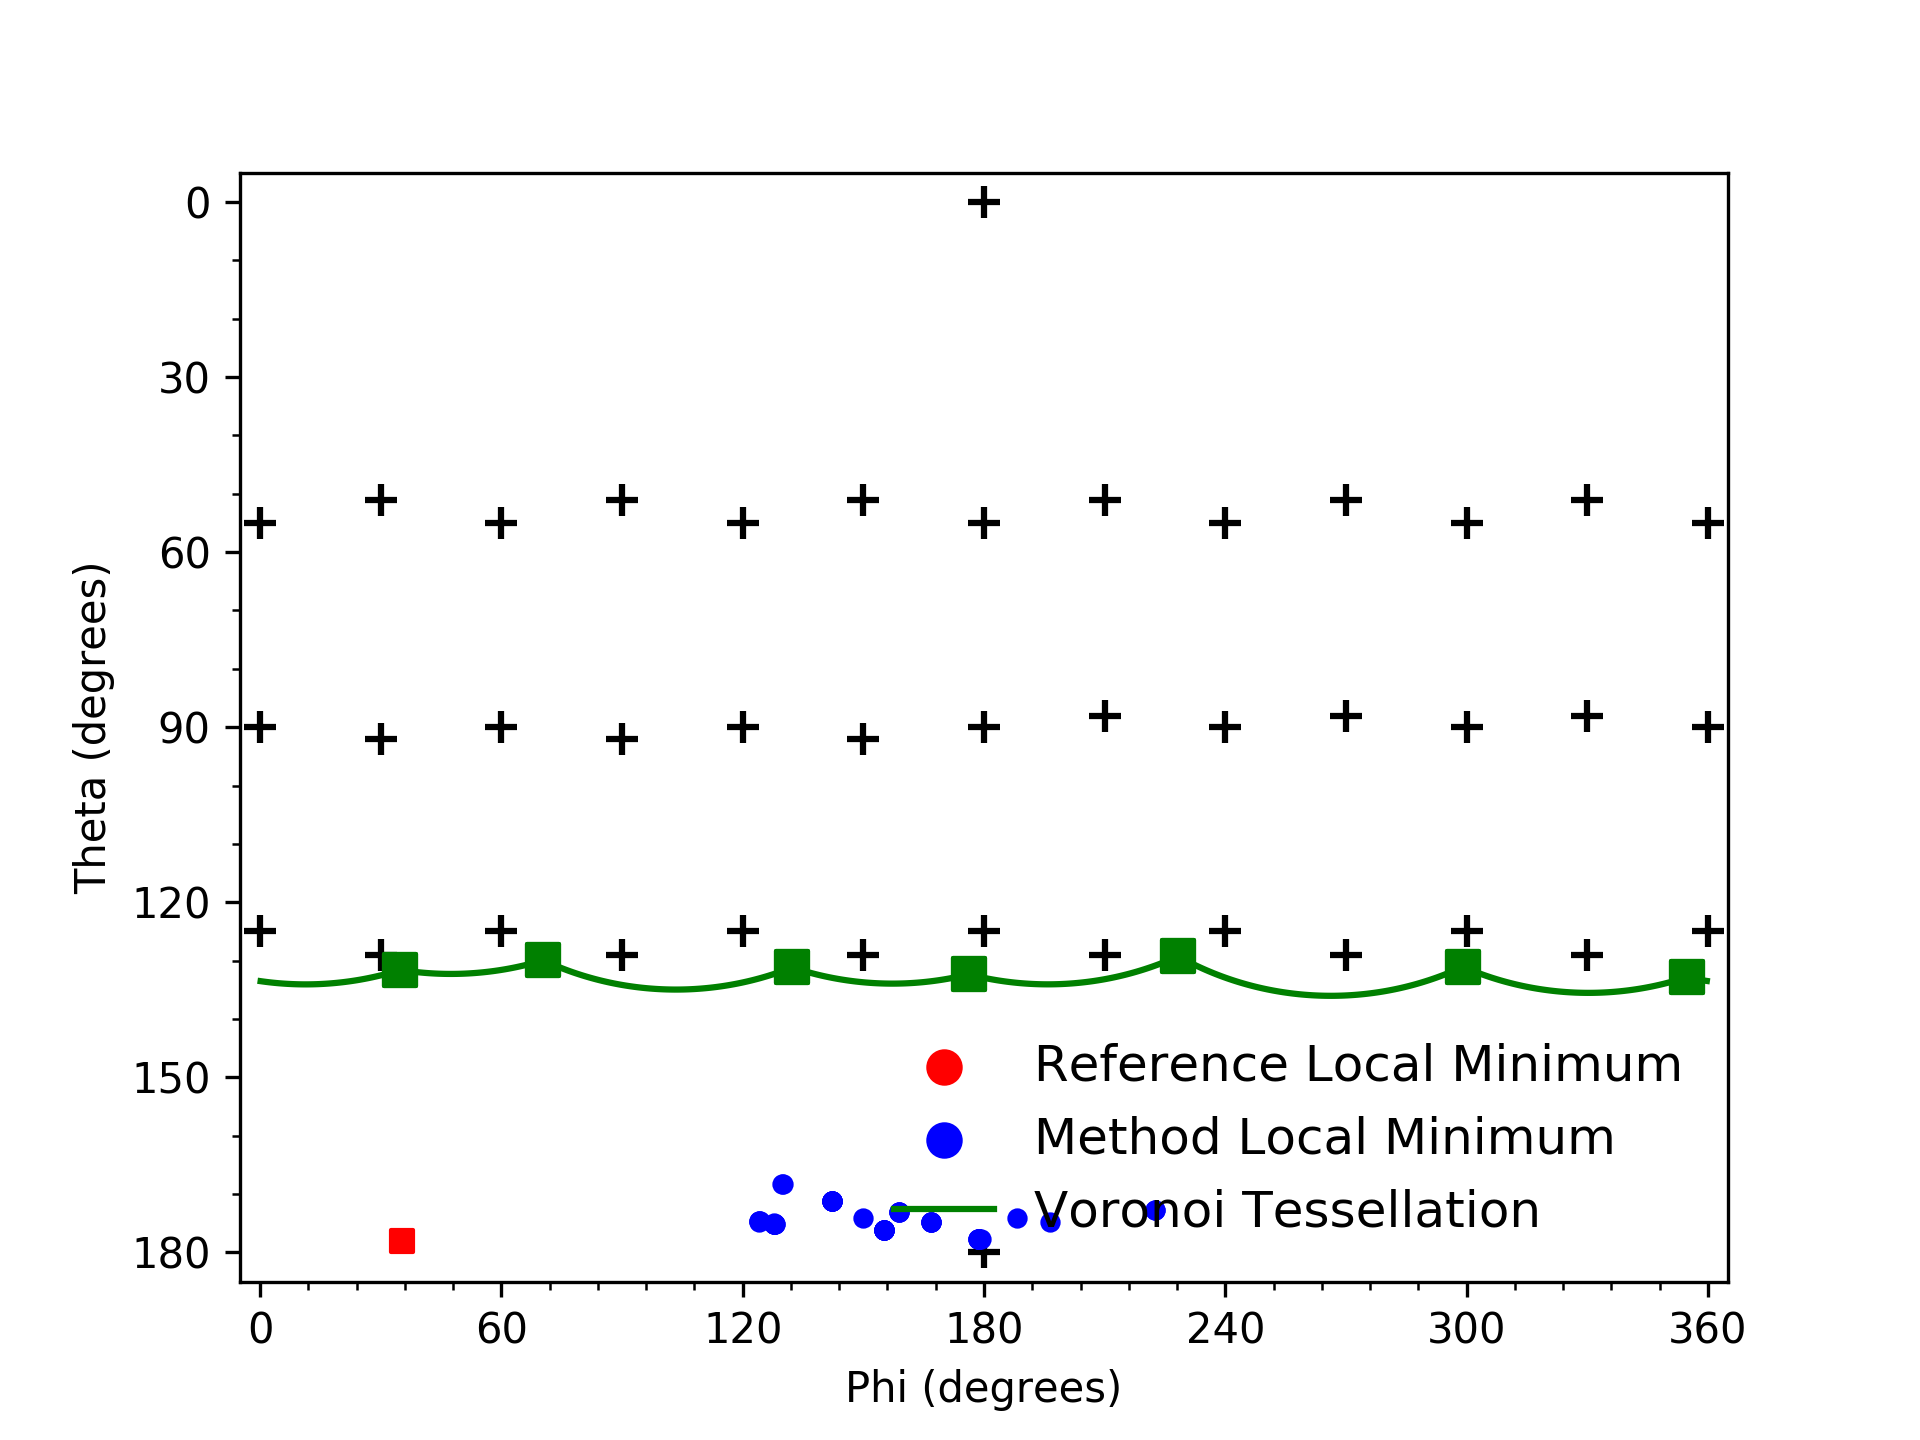 0
30
60
90
120
150
180
Theta (degrees)
Reference Local Minimum
Method Local Minimum
Voronoi Tessellation
0 60 120 180 240 300 360
Phi (degrees)